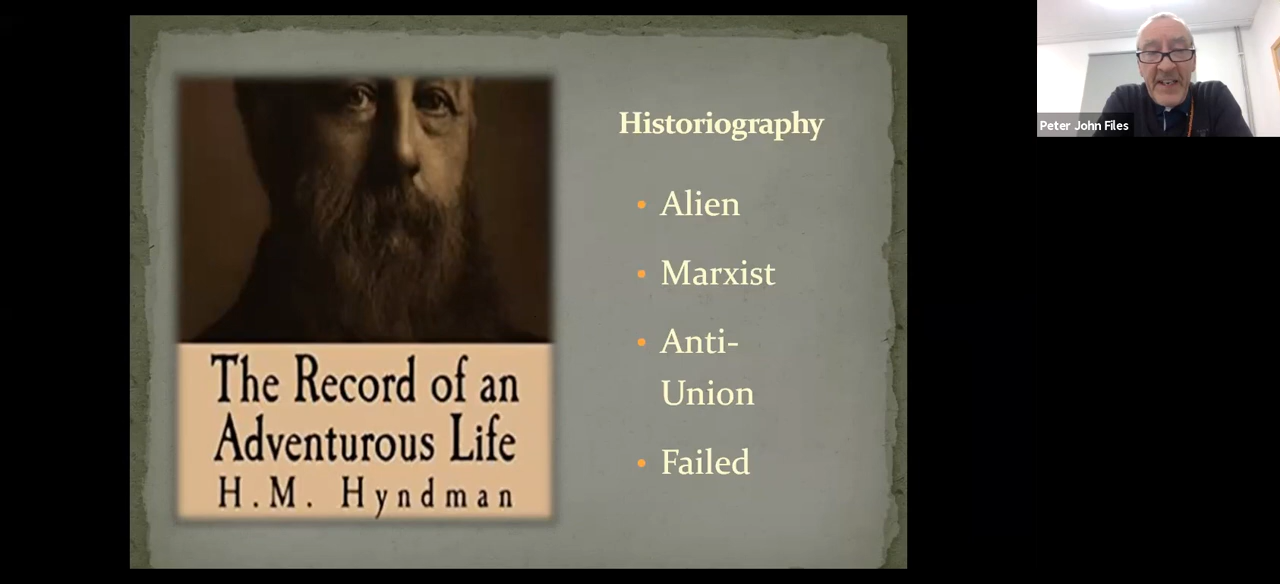 The Record of an
Adventurous Life
H.M. Hyndman
Historiography
• Alien
• Marxist
• Anti-
Union
• Failed
Peter John Files